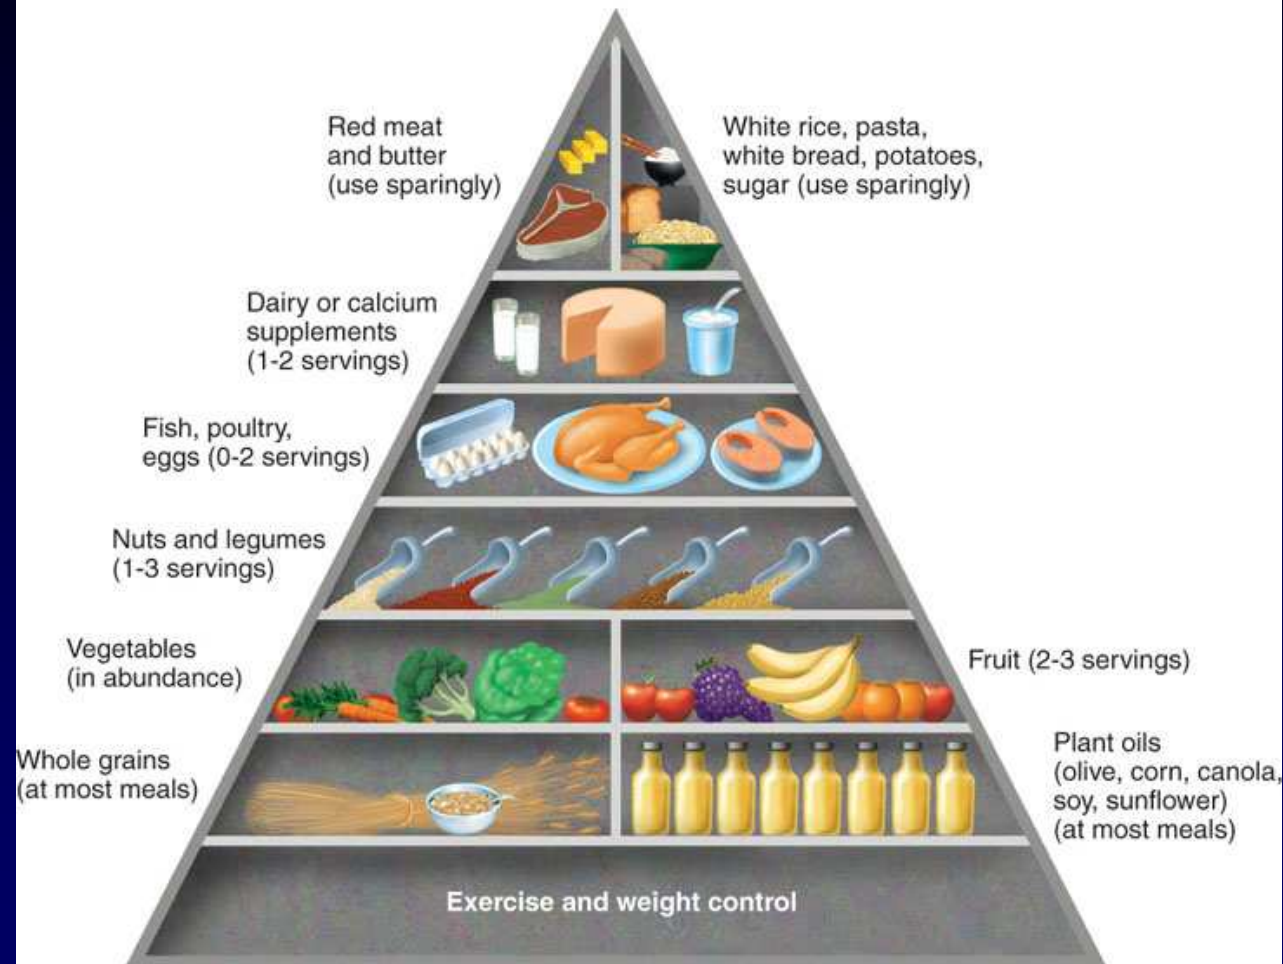 Red meat
and butter
(use sparingly)
White rice, pasta,
white bread, potatoes,
sugar (use sparingly)
Dairy or calcium
supplements
(1-2 servings)
Fish, poultry,
eggs (0-2 servings)
Nuts and legumes
(1-3 servings)
Vegetables
(in abundance)
Fruit (2-3 servings)
Whole grains
(at most meals)
Plant oils
(olive, corn, canola,
soy, sunflower)
(at most meals)
Exercise and weight control